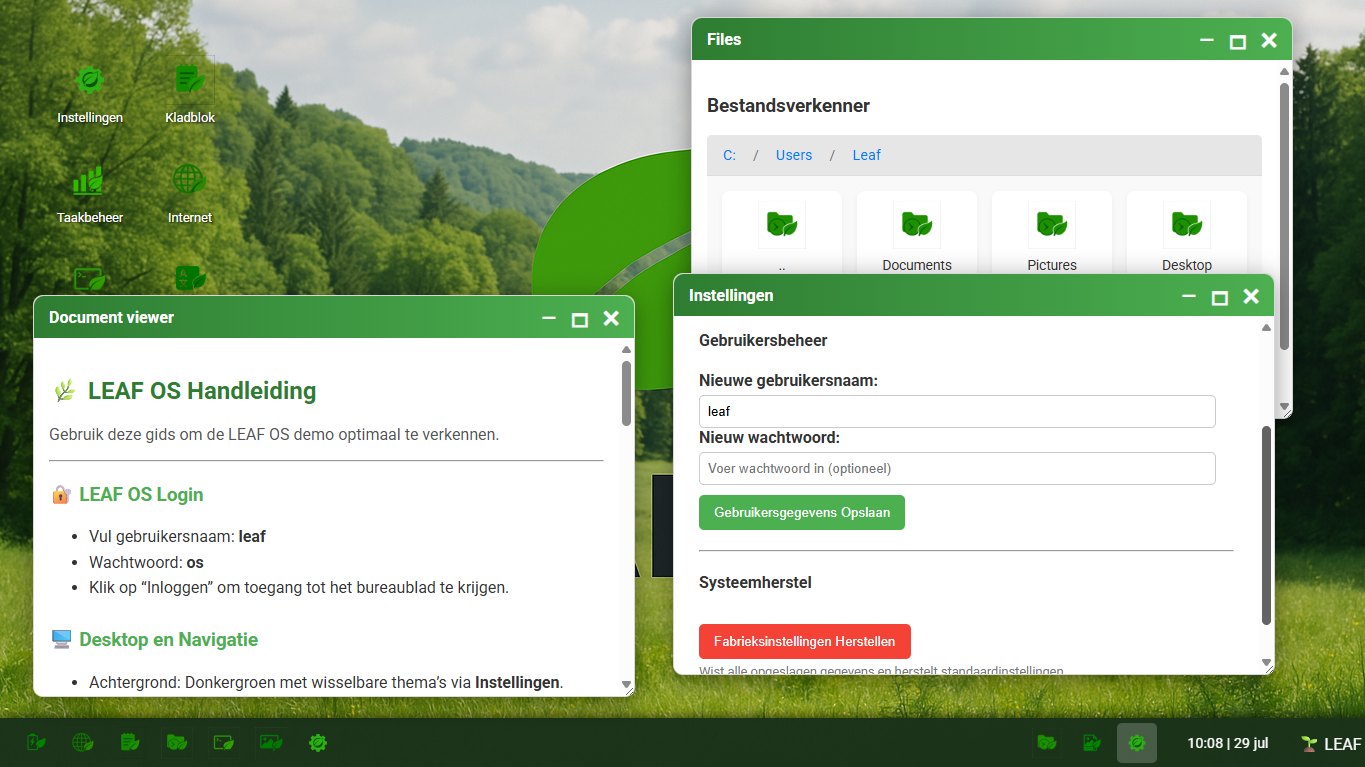 Instellingen
Kladblok
Taakbeheer
Internet
Files
Bestandsverkenner
C: / Users / Leaf
..
Documents
Pictures
Desktop
Document viewer
LEAF OS Handleiding
Gebruik deze gids om de LEAF OS demo optimaal te verkennen.
LEAF OS Login
Vul gebruikersnaam: leaf
Wachtwoord: os
Klik op “Inloggen” om toegang tot het bureaublad te krijgen.
Desktop en Navigatie
Achtergrond: Donkergroen met wisselbare thema’s via Instellingen.
Instellingen
Gebruikersbeheer
Nieuwe gebruikersnaam:
leaf
Nieuw wachtwoord:
Voer wachtwoord in (optioneel)
Gebruikersgegevens Opslaan
Systeemherstel
Fabrieksinstellingen Herstellen
Wist alle opgeslagen gegevens en herstelt standaardinstellingen
10:08 | 29 jul
LEAF